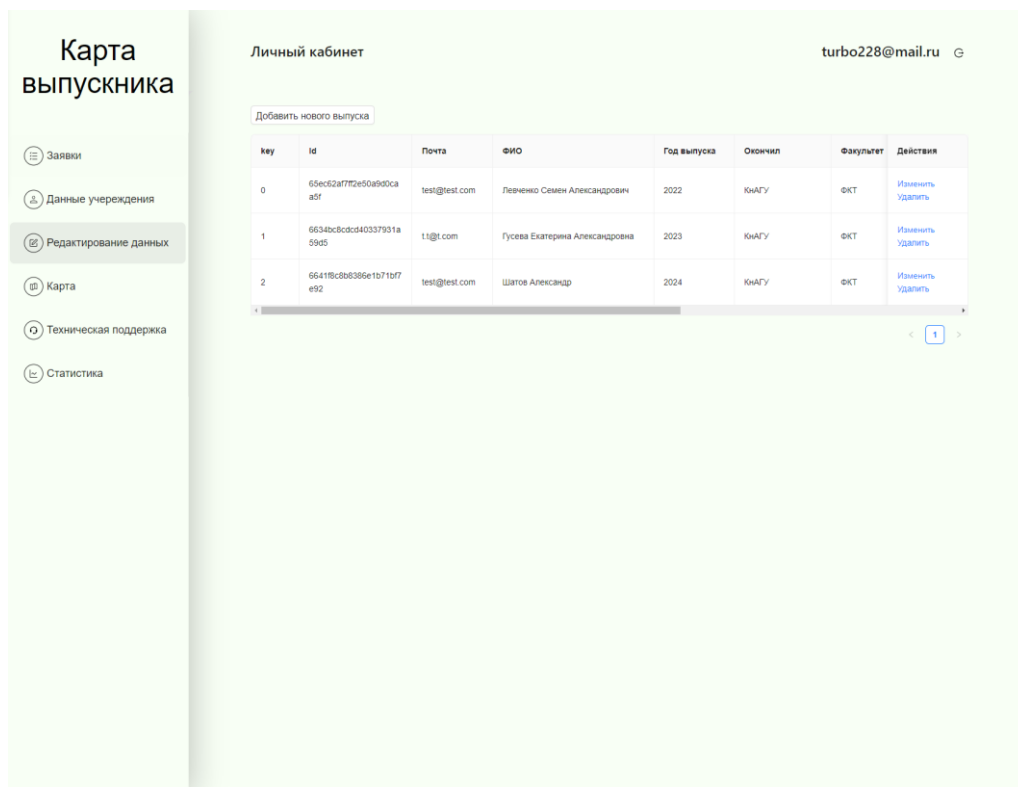 Карта
выпускника
Личный кабинет
turbo228@mail.ru
Заявки
Данные учереждения
Редактирование данных
Карта
Техническая поддержка
Статистика
Добавить нового выпуска
key Id Почта ФИО Год выпуска Окончил Факультет Действия
0 65ec62af7ff2e50a9d0ca test@test.com Левченко Семен Александрович 2022 КнАГУ ФКТ Изменить
a5f Удалить
1 6634bc8cdcd40337931a t.t@t.com Гусева Екатерина Александровна 2023 КнАГУ ФКТ Изменить
59d5 Удалить
2 6641f8c8b8386e1b71bf7 test@test.com Шатов Александр 2024 КнАГУ ФКТ Изменить
e92 Удалить
1